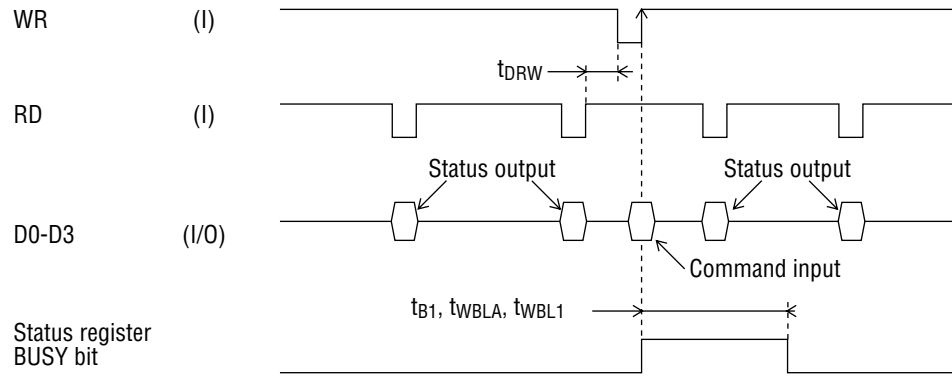 WR (I)
tDRW
RD (I)
Status output Status output
D0-D3 (I/O)
Command input
tB1, tWBLA, tWBL1
Status register
BUSY bit